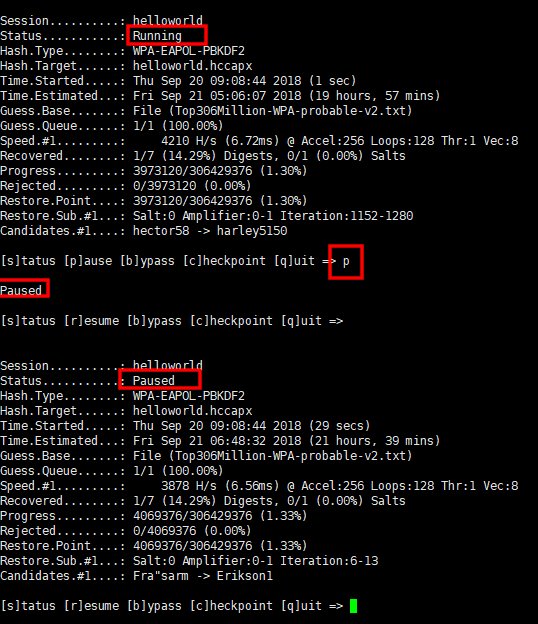 Session..........: helloworld
Status...........: Running
Hash.Type........: WPA-EAPOL-PBKDF2
Hash.Target......: helloworld.hccapx
Time.Started.....: Thu Sep 20 09:08:44 2018 (1 sec)
Time.Estimated...: Fri Sep 21 05:06:07 2018 (19 hours, 57 mins)
Guess.Base.......: File (Top306Million-WPA-probable-v2.txt)
Guess.Queue......: 1/1 (100.00%)
Speed.#1.........:     4210 H/s (6.72ms) @ Accel:256 Loops:128 Thr:1 Vec:8
Recovered........: 1/7 (14.29%) Digests, 0/1 (0.00%) Salts
Progress.........: 3973120/306429376 (1.30%)
Rejected.........: 0/3973120 (0.00%)
Restore.Point....: 3973120/306429376 (1.30%)
Restore.Sub.#1...: Salt:0 Amplifier:0-1 Iteration:1152-1280
Candidates.#1....: hector58 -> harley5150
[s]tatus [p]ause [b]ypass [c]heckpoint [q]uit => p
Paused
[s]tatus [r]esume [b]ypass [c]heckpoint [q]uit =>
Session..........: helloworld
Status...........: Paused
Hash.Type........: WPA-EAPOL-PBKDF2
Hash.Target......: helloworld.hccapx
Time.Started.....: Thu Sep 20 09:08:44 2018 (29 secs)
Time.Estimated...: Fri Sep 21 06:48:32 2018 (21 hours, 39 mins)
Guess.Base.......: File (Top306Million-WPA-probable-v2.txt)
Guess.Queue......: 1/1 (100.00%)
Speed.#1.........:     3878 H/s (6.56ms) @ Accel:256 Loops:128 Thr:1 Vec:8
Recovered........: 1/7 (14.29%) Digests, 0/1 (0.00%) Salts
Progress.........: 4069376/306429376 (1.33%)
Rejected.........: 0/4069376 (0.00%)
Restore.Point....: 4069376/306429376 (1.33%)
Restore.Sub.#1...: Salt:0 Amplifier:0-1 Iteration:6-13
Candidates.#1....: Fra"sarm -> Erikson1
[s]tatus [r]esume [b]ypass [c]heckpoint [q]uit =>